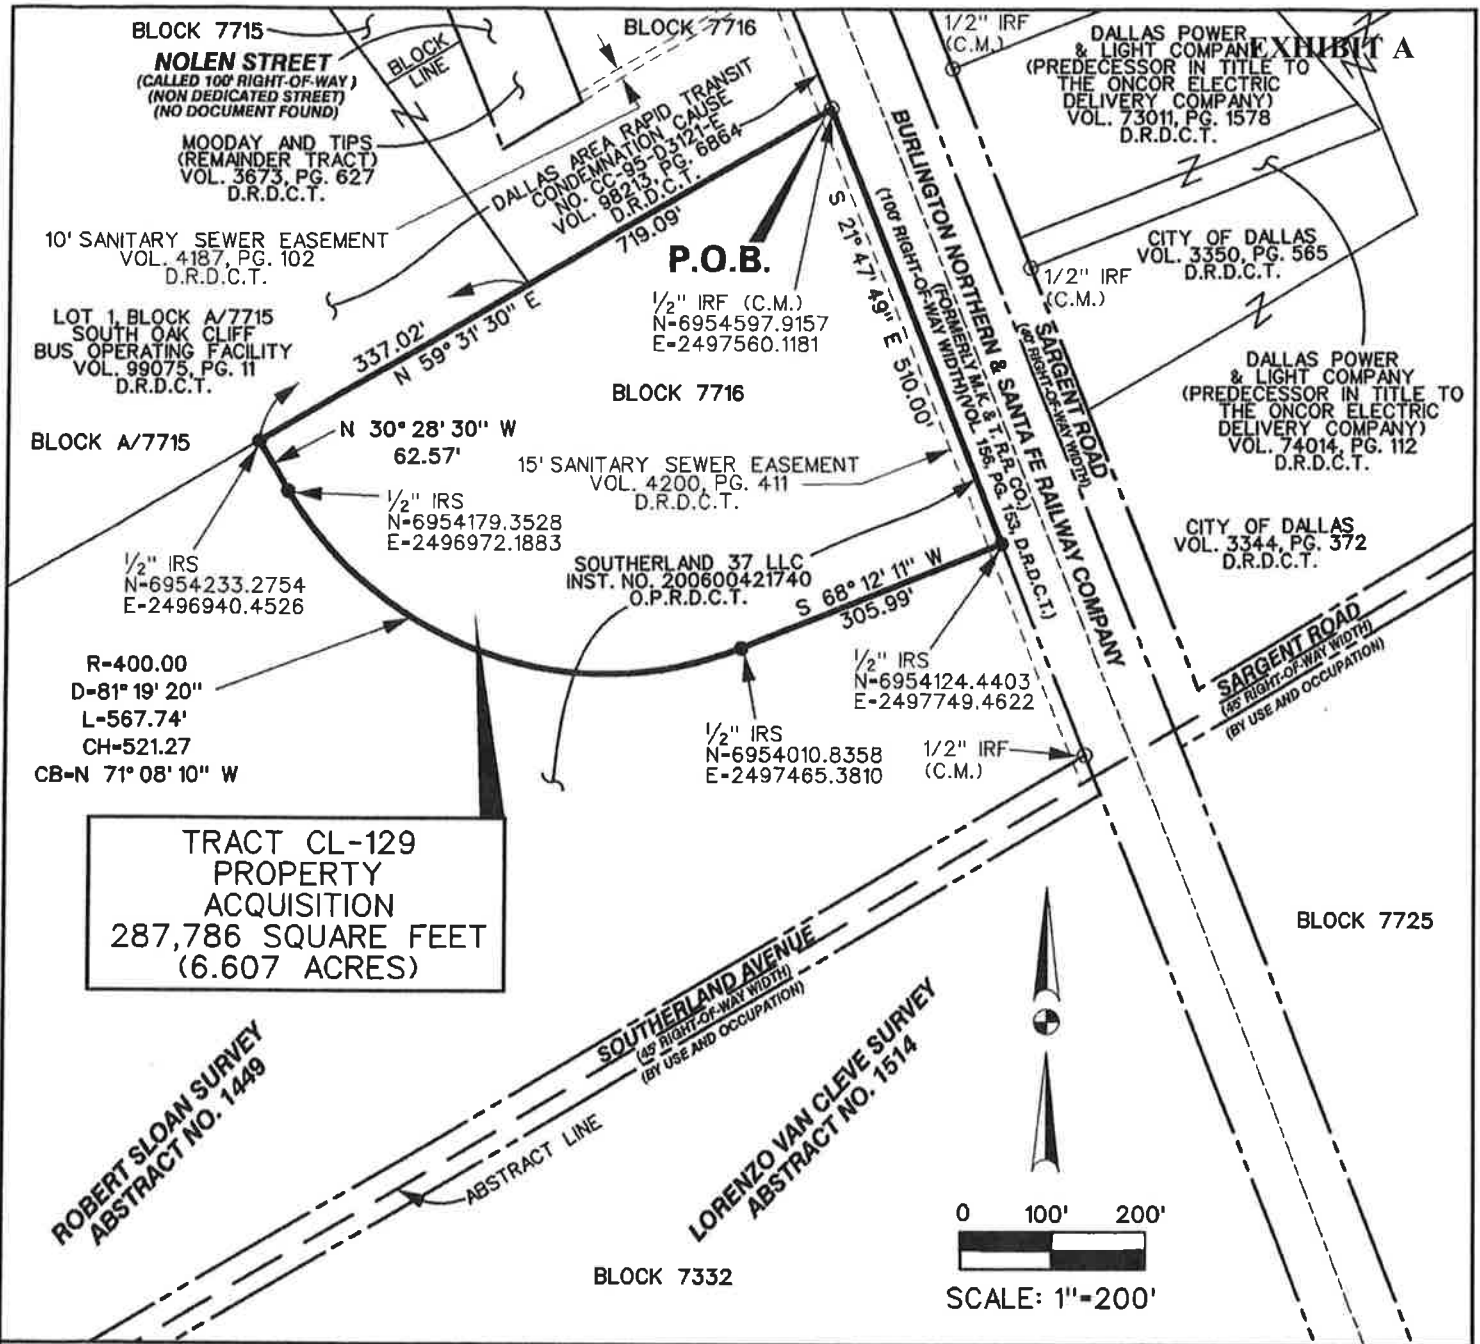 EXHIBIT A
BLOCK 7715
NOLEN STREET
(CALLED 100' RIGHT-OF-WAY)
(NON DEDICATED STREET)
(NO DOCUMENT FOUND)
BLOCK
LINE
BLOCK 7716
MOODAY AND TIPS
(REMAINDER TRACT)
VOL. 3673, PG. 627
D.R.D.C.T.
DALLAS AREA RAPID TRANSIT
CONDEMNATION CAUSE
NO. CC-95-D3121-E
VOL. 98213, PG. 6864
D.R.D.C.T.
719.09'
10' SANITARY SEWER EASEMENT
VOL. 4187, PG. 102
D.R.D.C.T.
LOT 1, BLOCK A/7715
SOUTH OAK CLIFF
BUS OPERATING FACILITY
VOL. 99075, PG. 11
D.R.D.C.T.
337.02'
N 59° 31' 30" E
BLOCK A/7715
P.O.B.
1/2" IRF (C.M.)
N=6954597.9157
E=2497560.1181
BLOCK 7716
1/2" IRF
(C.M.)
DALLAS POWER
& LIGHT COMPANY
(PREDECESSOR IN TITLE TO
THE ONCOR ELECTRIC
DELIVERY COMPANY)
VOL. 73011, PG. 1578
D.R.D.C.T.
BURLINGTON NORTHERN & SANTA FE RAILWAY COMPANY
(FORMERLY M.K. & T. R.R. CO.)
(100' RIGHT-OF-WAY WIDTH)(VOL. 156, PG. 153, D.R.D.C.T.)
S 21° 47' 49" E 510.00'
SARGENT ROAD
(40' RIGHT-OF-WAY WIDTH)
CITY OF DALLAS
VOL. 3350, PG. 565
D.R.D.C.T.
1/2" IRF
(C.M.)
DALLAS POWER
& LIGHT COMPANY
(PREDECESSOR IN TITLE TO
THE ONCOR ELECTRIC
DELIVERY COMPANY)
VOL. 74014, PG. 112
D.R.D.C.T.
CITY OF DALLAS
VOL. 3344, PG. 372
D.R.D.C.T.
N 30° 28' 30" W
62.57'
1/2" IRS
N=6954179.3528
E=2496972.1883
15' SANITARY SEWER EASEMENT
VOL. 4200, PG. 411
D.R.D.C.T.
1/2" IRS
N=6954233.2754
E=2496940.4526
SOUTHERLAND 37 LLC
INST. NO. 200600421740
O.P.R.D.C.T.
S 68° 12' 11" W
305.99'
R=400.00
D=81° 19' 20"
L=567.74'
CH=521.27
CB=N 71° 08' 10" W
1/2" IRS
N=6954124.4403
E=2497749.4622
1/2" IRS
N=6954010.8358
E=2497465.3810
1/2" IRF
(C.M.)
SARGENT ROAD
(45' RIGHT-OF-WAY WIDTH)
(BY USE AND OCCUPATION)
TRACT CL-129
PROPERTY
ACQUISITION
287,786 SQUARE FEET
(6.607 ACRES)
BLOCK 7725
SOUTHERLAND AVENUE
(45' RIGHT-OF-WAY WIDTH)
(BY USE AND OCCUPATION)
ROBERT SLOAN SURVEY
ABSTRACT NO. 1449
ABSTRACT LINE
LORENZO VAN CLEVE SURVEY
ABSTRACT NO. 1514
BLOCK 7332
0 100' 200'
SCALE: 1"=200'